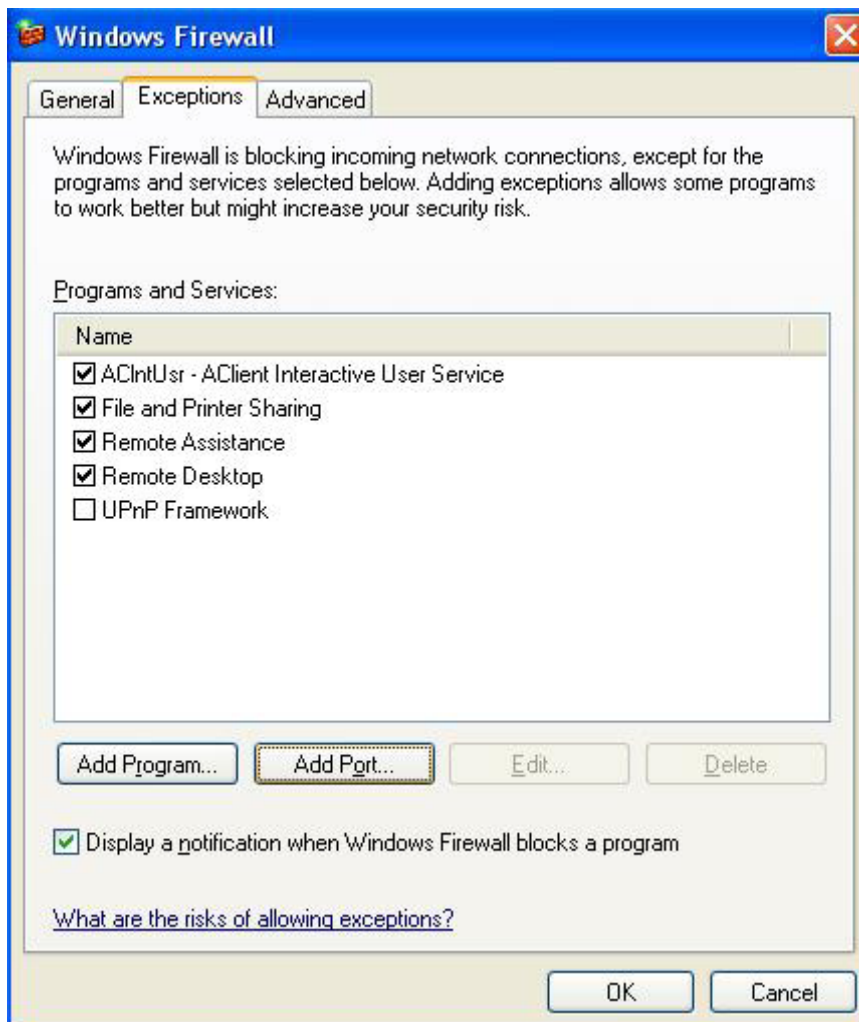 Windows Firewall
General
Exceptions
Advanced
Windows Firewall is blocking incoming network connections, except for the
programs and services selected below. Adding exceptions allows some programs
to work better but might increase your security risk.
Programs and Services:
Name
ACIntUsr - AClient Interactive User Service
File and Printer Sharing
Remote Assistance
Remote Desktop
UPnP Framework
Add Program...
Add Port...
Edit...
Delete
Display a notification when Windows Firewall blocks a program
What are the risks of allowing exceptions?
OK
Cancel